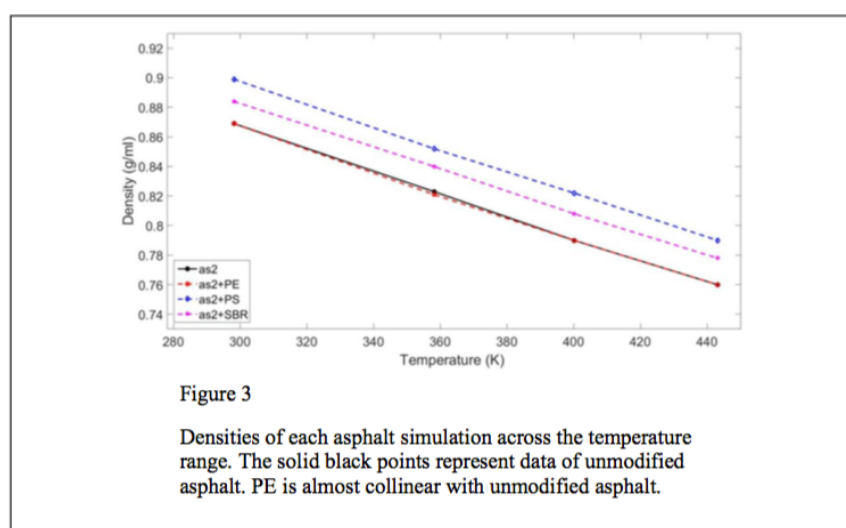 0.92
0.9
0.88
0.86
0.84
0.82
0.8
0.78
0.76
0.74
Density (g/ml)
as2
as2+PE
as2+PS
as2+SBR
280 300 320 340 360 380 400 420 440
Temperature (K)
Figure 3
Densities of each asphalt simulation across the temperature
range. The solid black points represent data of unmodified
asphalt. PE is almost collinear with unmodified asphalt.